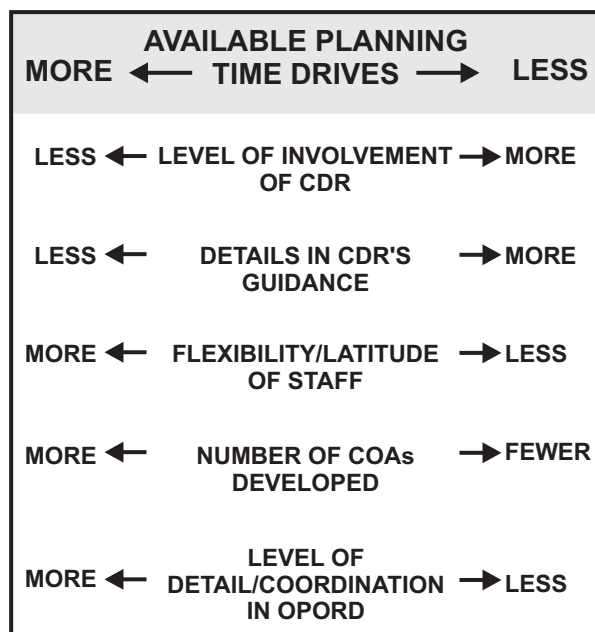 AVAILABLE PLANNING
MORE TIME DRIVES LESS
LESS LEVEL OF INVOLVEMENT MORE
OF CDR
LESS DETAILS IN CDR'S MORE
GUIDANCE
MORE FLEXIBILITY/LATITUDE LESS
OF STAFF
MORE NUMBER OF COAs FEWER
DEVELOPED
LEVEL OF
MORE DETAIL/COORDINATION LESS
IN OPORD